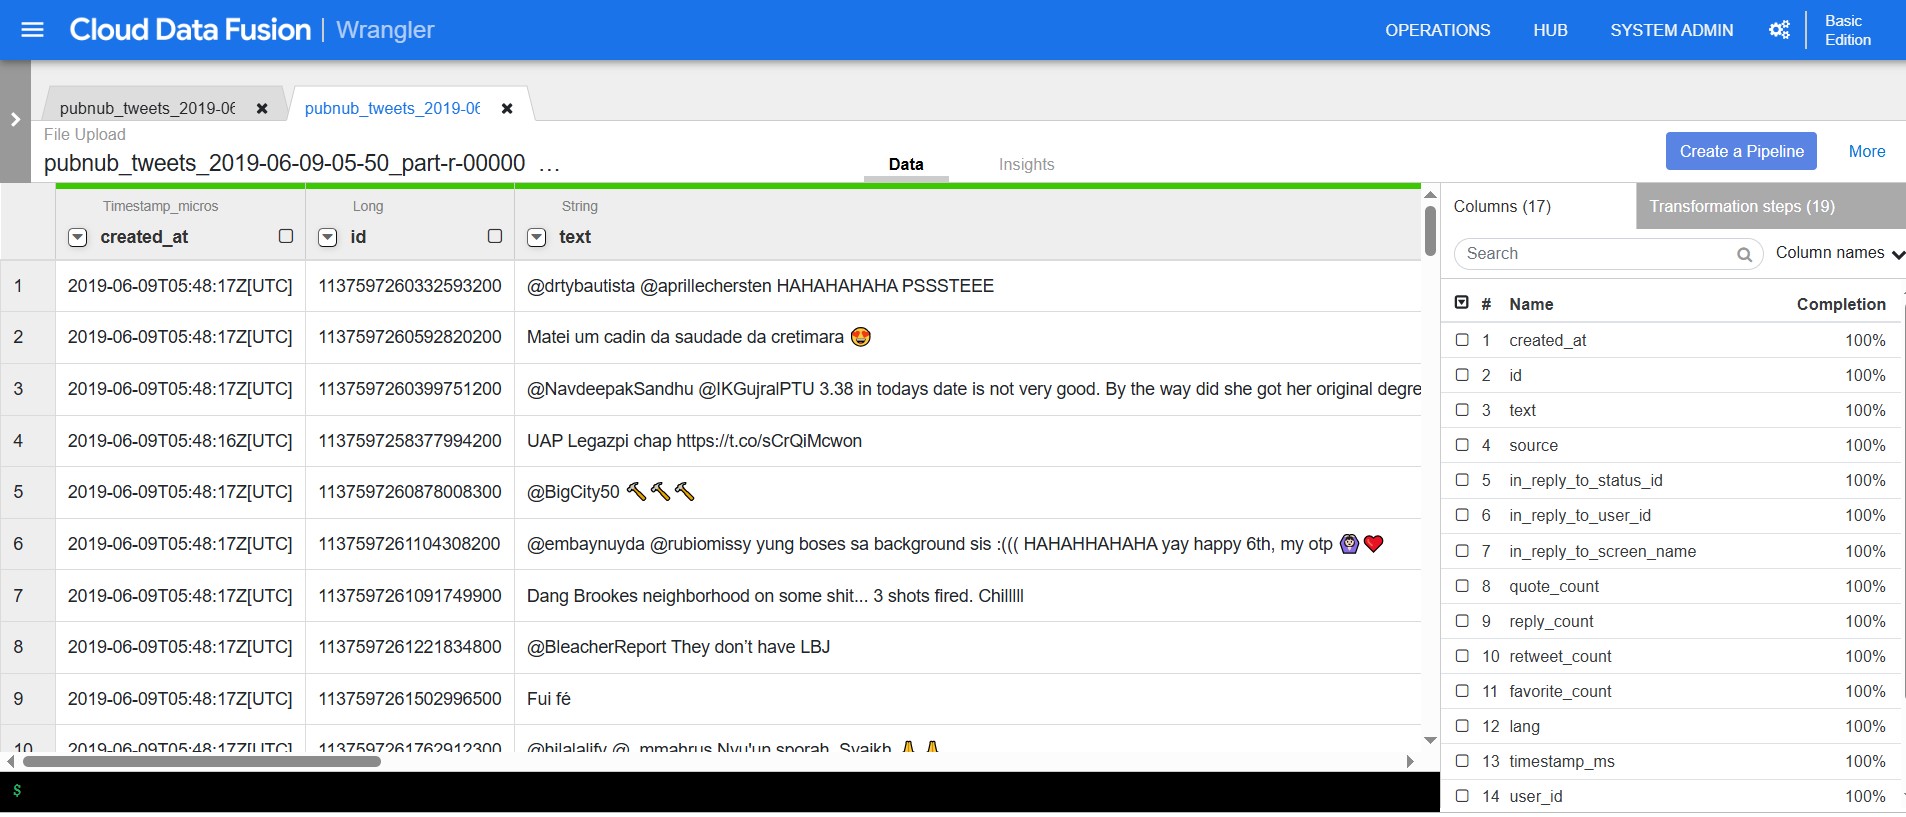 Cloud Data Fusion | Wrangler OPERATIONS HUB SYSTEM ADMIN Basic Edition
pubnub_tweets_2019-06 pubnub_tweets_2019-06
File Upload
pubnub_tweets_2019-06-09-05-50_part-r-00000 ... Data Insights Create a Pipeline More
Timestamp_micros Long String
created_at id text
1 2019-06-09T05:48:17Z[UTC] 1137597260332593200 @drtybautista @aprillechersten HAHAHAHAHA PSSSTEEE
2 2019-06-09T05:48:17Z[UTC] 1137597260592820200 Matei um cadin da saudade da cretimara 😍
3 2019-06-09T05:48:17Z[UTC] 1137597260399751200 @NavdeepakSandhu @IKGujralPTU 3.38 in todays date is not very good. By the way did she got her original degre
4 2019-06-09T05:48:16Z[UTC] 1137597258377994200 UAP Legazpi chap https://t.co/sCrQiMcwon
5 2019-06-09T05:48:17Z[UTC] 1137597260878008300 @BigCity50 🔨🔨🔨
6 2019-06-09T05:48:17Z[UTC] 1137597261104308200 @embaynuyda @rubiomissy yung boses sa background sis :((( HAHAHHAHAHA yay happy 6th, my otp 🙆🏻❤️
7 2019-06-09T05:48:17Z[UTC] 1137597261091749900 Dang Brookes neighborhood on some shit... 3 shots fired. Chillllll
8 2019-06-09T05:48:17Z[UTC] 1137597261221834800 @BleacherReport They don’t have LBJ
9 2019-06-09T05:48:17Z[UTC] 1137597261502996500 Fui fé
10 2019-06-09T05:48:17Z[UTC] 1137597261762912300 @hilalalify @_mmahrus Nyu'un sporah, Syaikh 🙏🙏
$
Columns (17) Transformation steps (19)
Search Column names
# Name Completion
1 created_at 100%
2 id 100%
3 text 100%
4 source 100%
5 in_reply_to_status_id 100%
6 in_reply_to_user_id 100%
7 in_reply_to_screen_name 100%
8 quote_count 100%
9 reply_count 100%
10 retweet_count 100%
11 favorite_count 100%
12 lang 100%
13 timestamp_ms 100%
14 user_id 100%